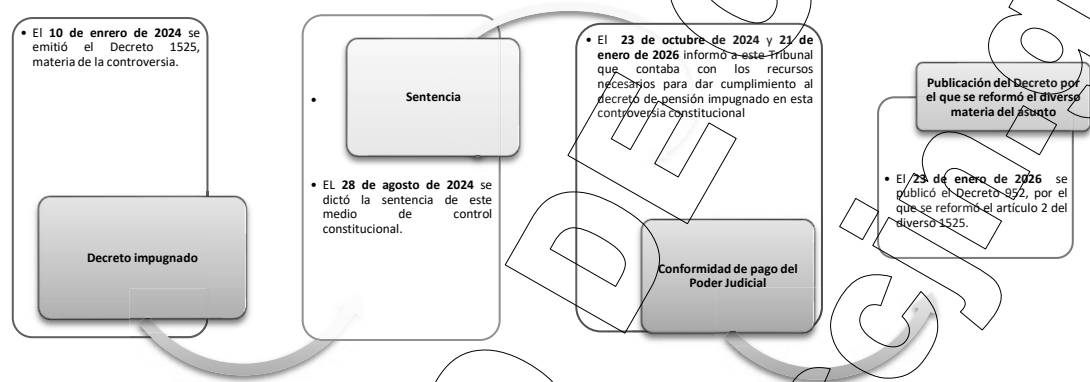 • El 10 de enrero de 2024 se
emitió el Decreto 1525,
materia de la controversia.
Decreto impugnado
•
Sentencia
• EL 28 de agosto de 2024 se
dictó la sentencia de este
medio de control
constitucional.
• El 23 de octubre de 2024 y 21 de
enero de 2026 informó a este Tribunal
que contaba con los recursos
necesarios para dar cumplimiento al
decreto de pensión impugnado en esta
controversia constitucional
Conformidad de pago del
Poder Judicial
Publicación del Decreto por
el que se reformó el diverso
materia del asunto
• El 23 de enero de 2026 se
publicó el Decreto 952, por el
que se reformó el artículo 2 del
diverso 1525.